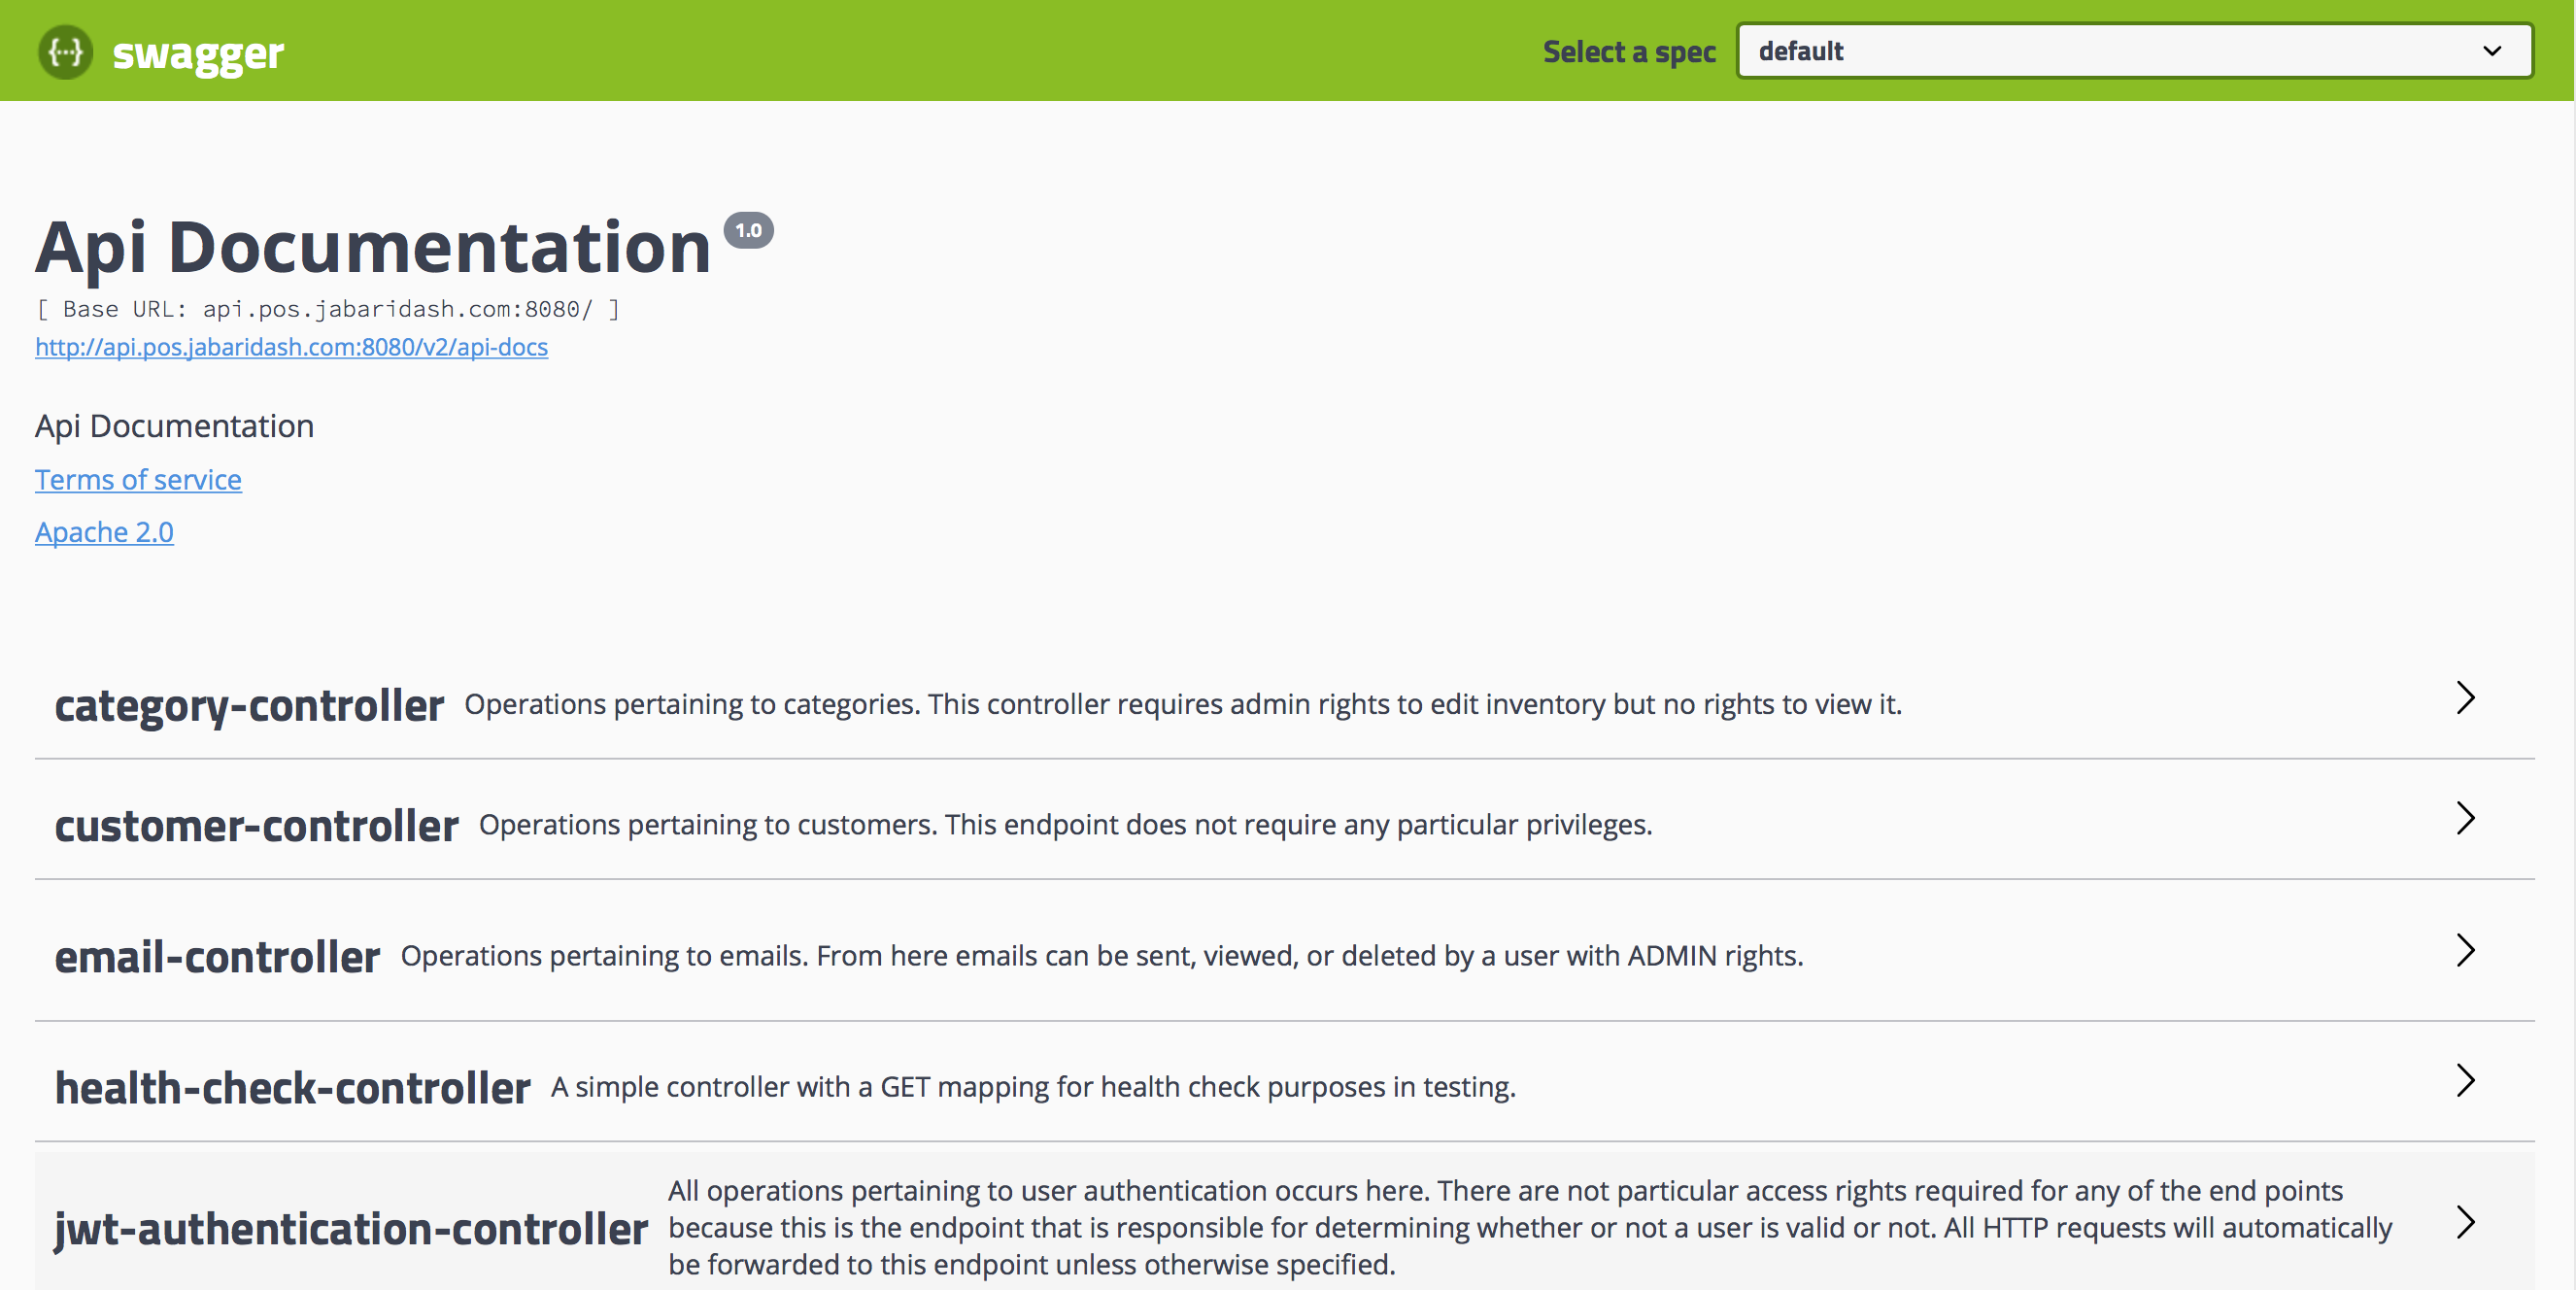 {···} swagger
Select a spec default
Api Documentation 1.0
[ Base URL: api.pos.jabaridash.com:8080/ ]
http://api.pos.jabaridash.com:8080/v2/api-docs
Api Documentation
Terms of service
Apache 2.0
category-controller Operations pertaining to categories. This controller requires admin rights to edit inventory but no rights to view it.
customer-controller Operations pertaining to customers. This endpoint does not require any particular privileges.
email-controller Operations pertaining to emails. From here emails can be sent, viewed, or deleted by a user with ADMIN rights.
health-check-controller A simple controller with a GET mapping for health check purposes in testing.
jwt-authentication-controller
All operations pertaining to user authentication occurs here. There are not particular access rights required for any of the end points
because this is the endpoint that is responsible for determining whether or not a user is valid or not. All HTTP requests will automatically
be forwarded to this endpoint unless otherwise specified.